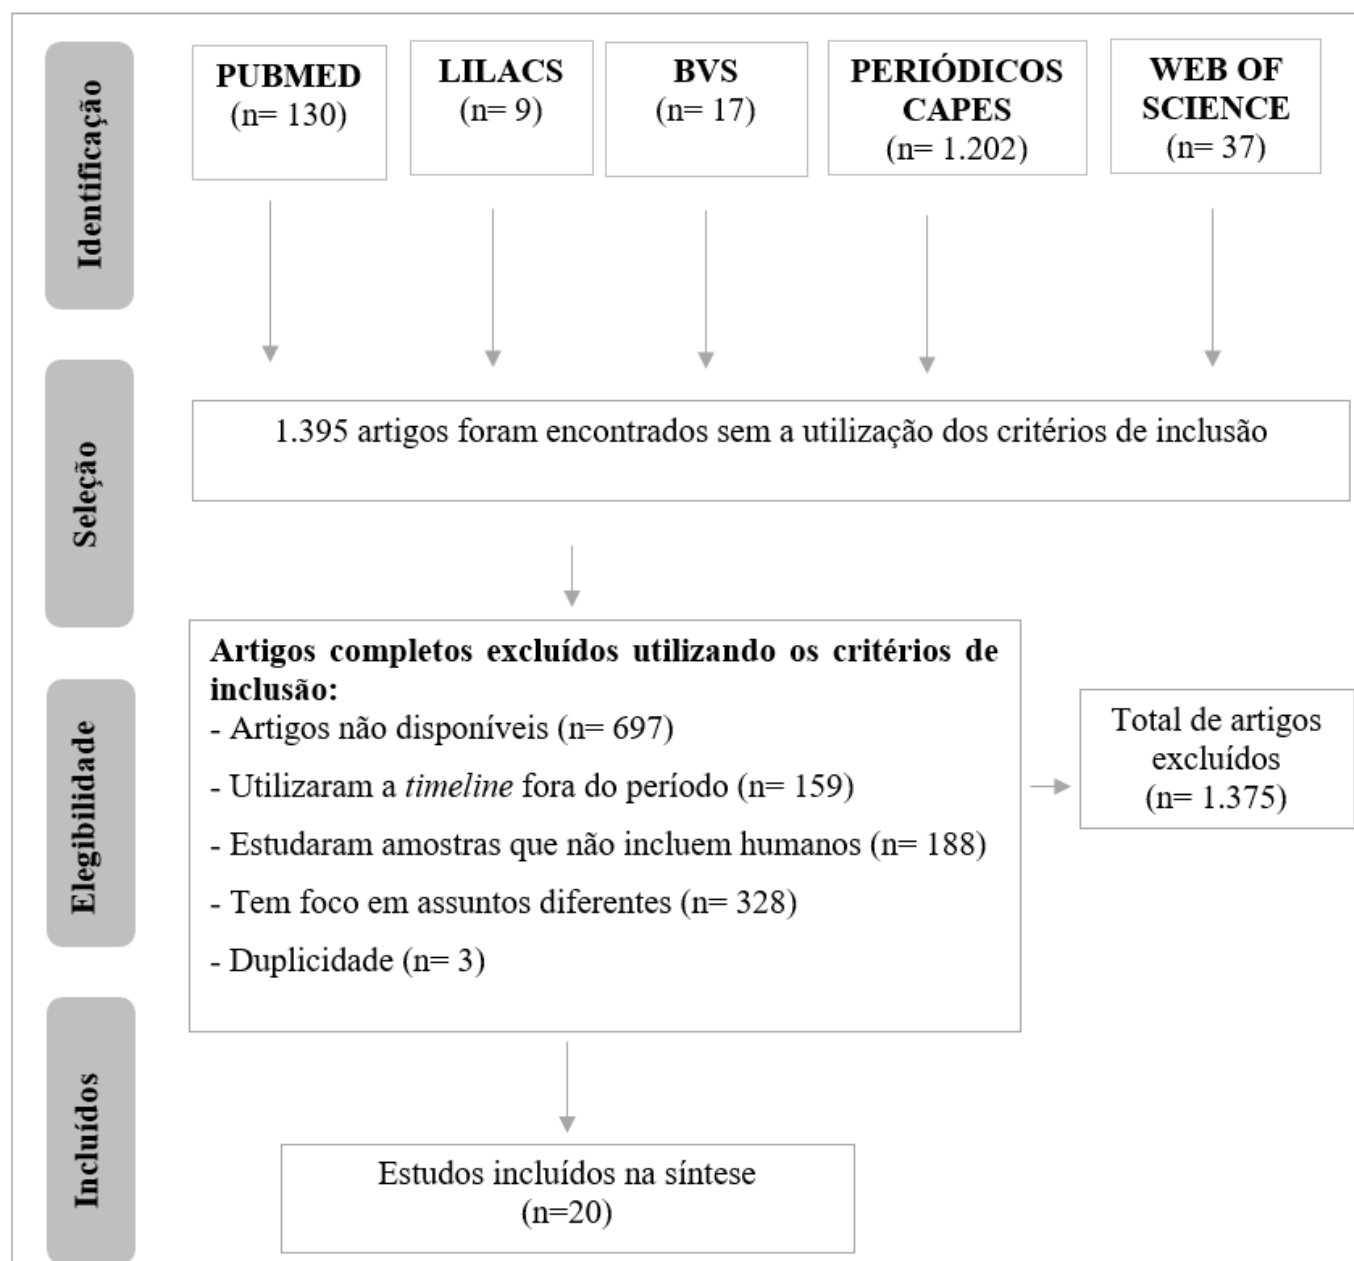 Identificação
PUBMED
(n= 130)
LILACS
(n= 9)
BVS
(n= 17)
PERIÓDICOS
CAPES
(n= 1.202)
WEB OF
SCIENCE
(n= 37)
Seleção
1.395 artigos foram encontrados sem a utilização dos critérios de inclusão
Elegibilidade
Artigos completos excluídos utilizando os critérios de
inclusão:
- Artigos não disponíveis (n= 697)
- Utilizaram a timeline fora do período (n= 159)
- Estudaram amostras que não incluem humanos (n= 188)
- Tem foco em assuntos diferentes (n= 328)
- Duplicidade (n= 3)
Total de artigos
excluídos
(n= 1.375)
Incluídos
Estudos incluídos na síntese
(n=20)